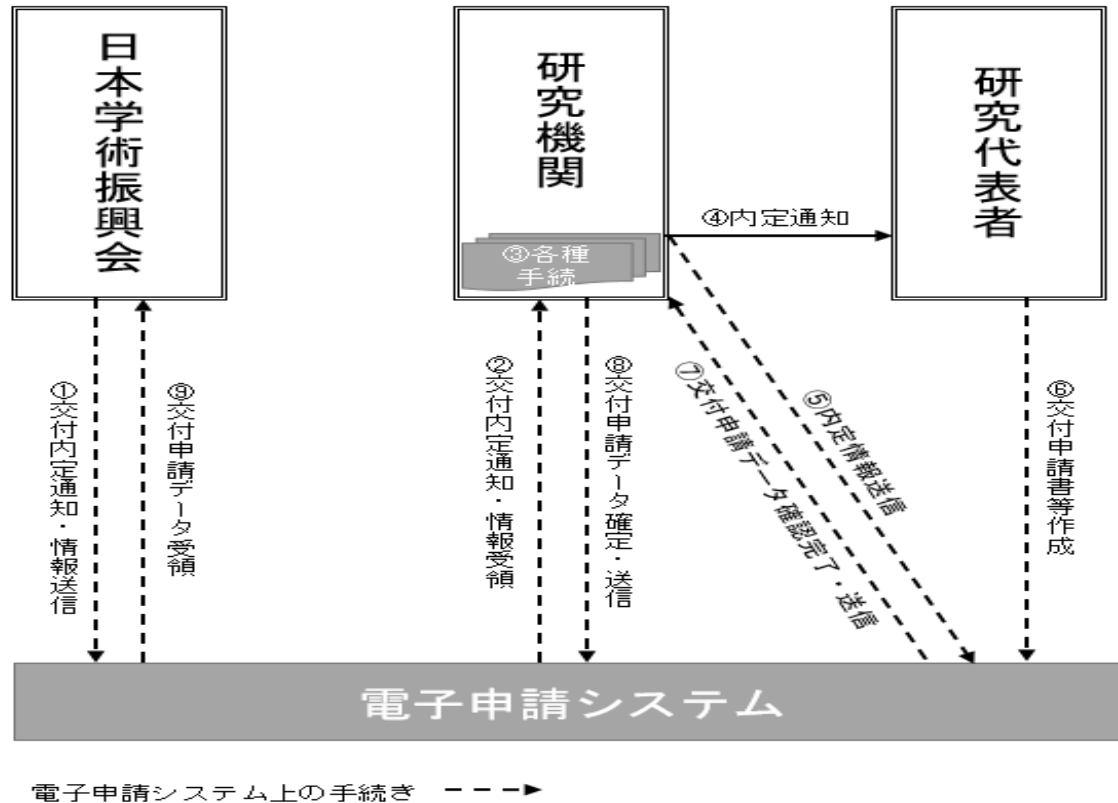 日本学術振興会
研究機関
研究代表者
③各種
手続
④内定通知
①交付内定通知・情報送信
⑨交付申請データ受領
②交付内定通知・情報受領
⑧交付申請データ確定・送信
⑦交付申請データ確認完了・送信
⑤内定情報送信
⑥交付申請書等作成
電子申請システム
電子申請システム上の手続き